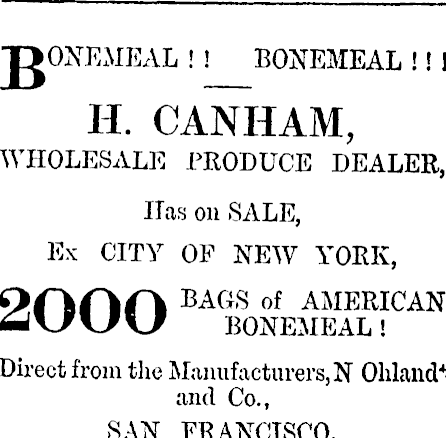 BONEMEAL ! ! BONEMEAL ! ! !
H. CANHAM,
WHOLESALE PRODUCE DEALER,
Has on SALE,
Ex CITY OF NEW YORK,
2000 BAGS of AMERICAN
BONEMEAL !
Direct from the Manufacturers, N Ohland
and Co.,
SAN FRANCISCO.